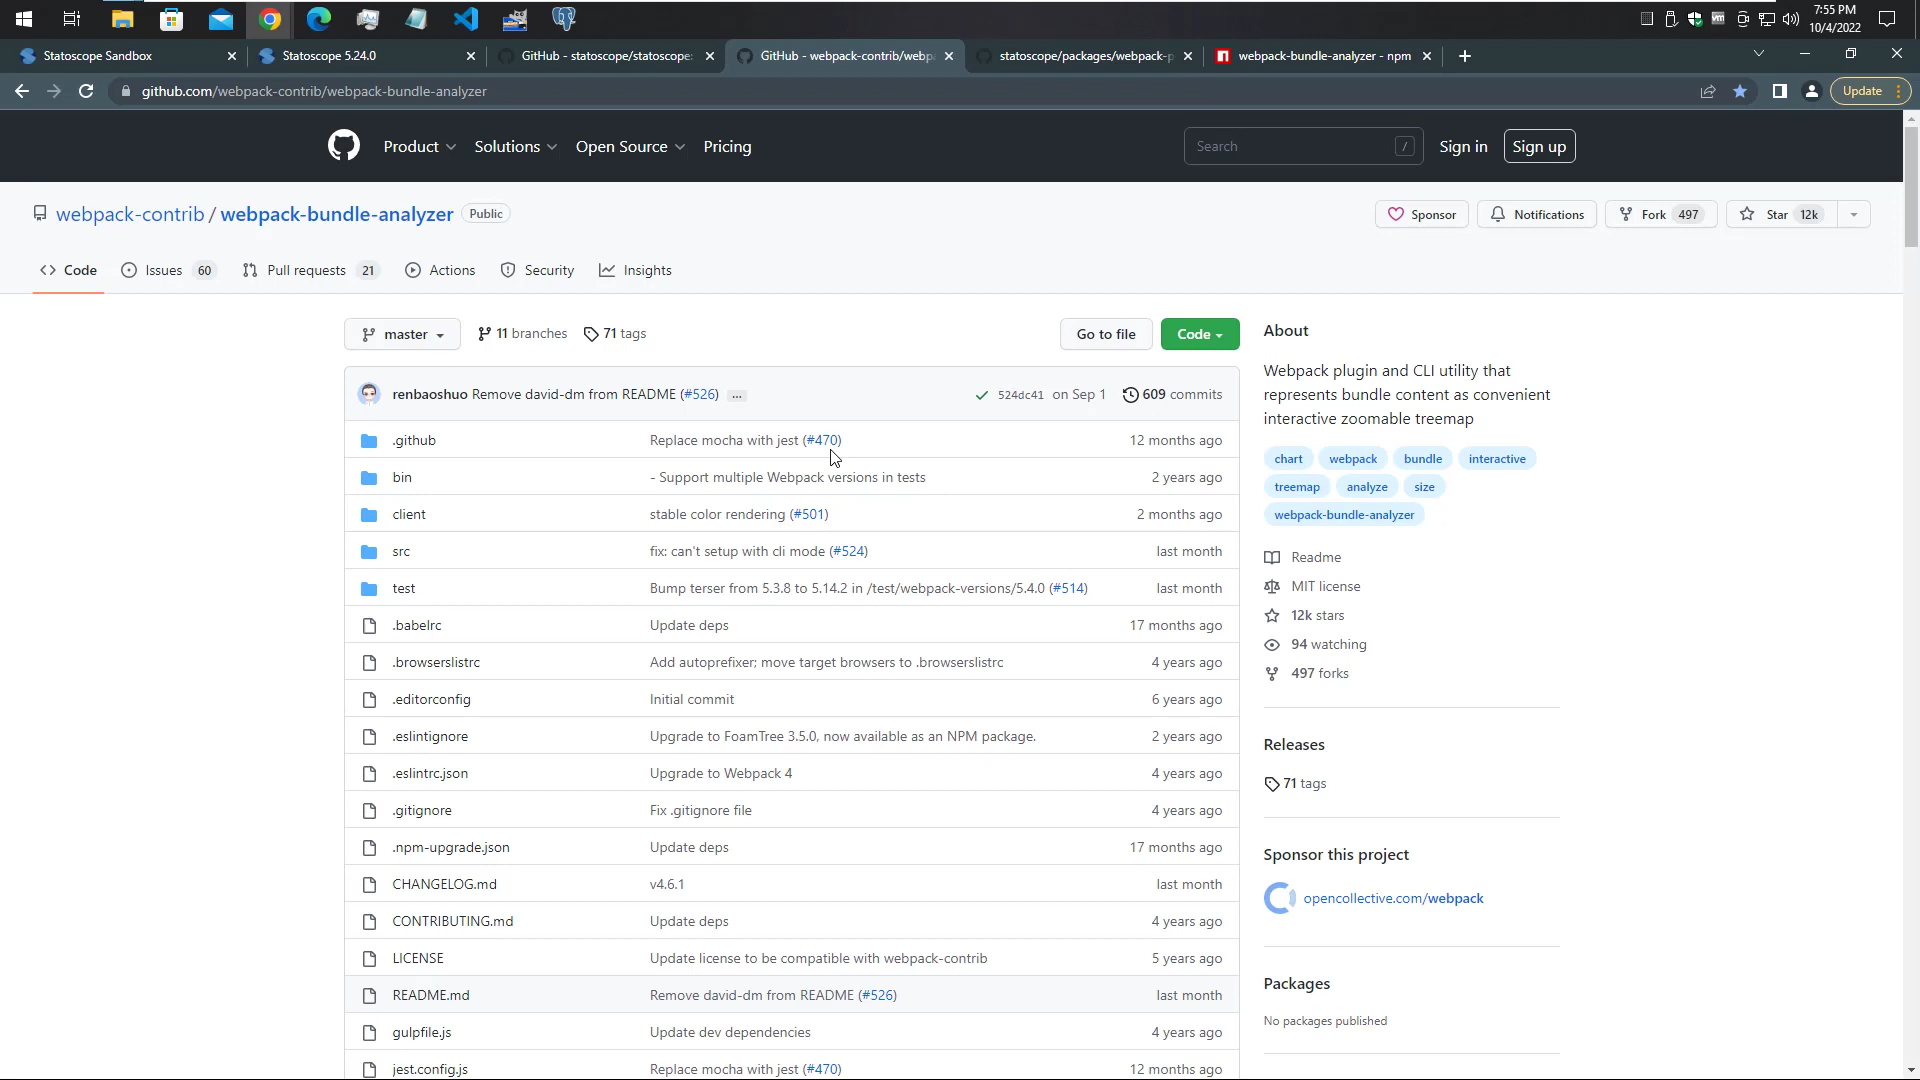 7:55 PM
10/4/2022
Statoscope Sandbox
Statoscope 5.24.0
GitHub - statoscope/statoscope:
GitHub - webpack-contrib/webpa
statoscope/packages/webpack-p
webpack-bundle-analyzer - npm
github.com/webpack-contrib/webpack-bundle-analyzer
Update
Product
Solutions
Open Source
Pricing
Search
/
Sign in
Sign up
webpack-contrib / webpack-bundle-analyzer Public
Sponsor
Notifications
Fork 497
Star 12k
Code
Issues 60
Pull requests 21
Actions
Security
Insights
master
11 branches
71 tags
Go to file
Code
renbaoshuo Remove david-dm from README (#526) ...
524dc41 on Sep 1
609 commits
.github Replace mocha with jest (#470) 12 months ago
bin - Support multiple Webpack versions in tests 2 years ago
client stable color rendering (#501) 2 months ago
src fix: can't setup with cli mode (#524) last month
test Bump terser from 5.3.8 to 5.14.2 in /test/webpack-versions/5.4.0 (#514) last month
.babelrc Update deps 17 months ago
.browserslistrc Add autoprefixer; move target browsers to .browserslistrc 4 years ago
.editorconfig Initial commit 6 years ago
.eslintignore Upgrade to FoamTree 3.5.0, now available as an NPM package. 2 years ago
.eslintrc.json Upgrade to Webpack 4 4 years ago
.gitignore Fix .gitignore file 4 years ago
.npm-upgrade.json Update deps 17 months ago
CHANGELOG.md v4.6.1 last month
CONTRIBUTING.md Update deps 4 years ago
LICENSE Update license to be compatible with webpack-contrib 5 years ago
README.md Remove david-dm from README (#526) last month
gulpfile.js Update dev dependencies 4 years ago
jest.config.js Replace mocha with jest (#470) 12 months ago
About
Webpack plugin and CLI utility that
represents bundle content as convenient
interactive zoomable treemap
chart webpack bundle interactive
treemap analyze size
webpack-bundle-analyzer
Readme
MIT license
12k stars
94 watching
497 forks
Releases
71 tags
Sponsor this project
opencollective.com/webpack
Packages
No packages published